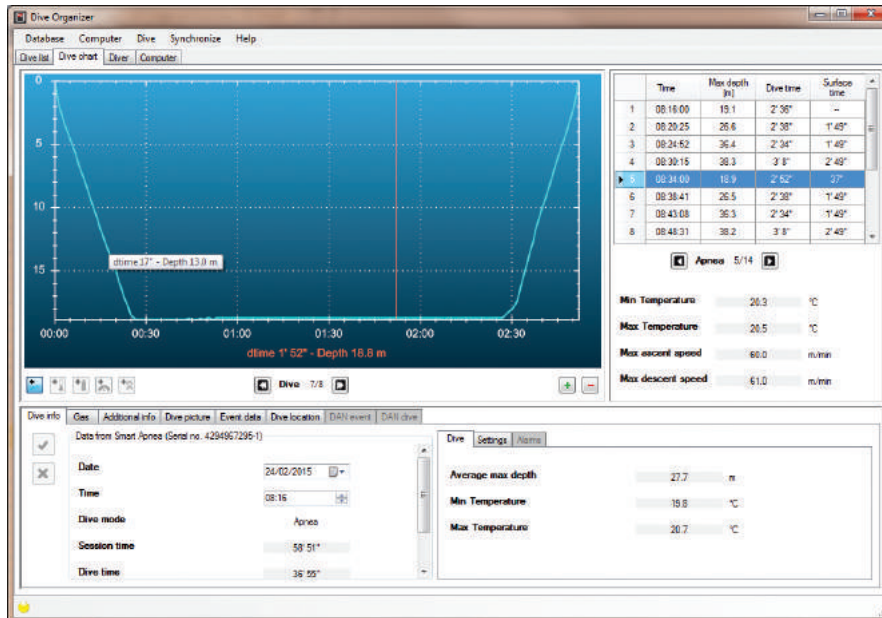 Dive Organizer
Database Computer Dive Synchronize Help
Dive list Dive chart Diver Computer
0
5
10
15
dtime 37" - Depth 13.0 m
00:00 00:30 01:00 01:30 02:00 02:30
dtime 1' 52" - Depth 18.8 m
Dive 7/8
Time Max depth [m] Dive time Surface time
1 08:16:00 19.1 2' 36" --
2 08:20:25 26.6 2' 38" 1' 49"
3 08:24:52 36.4 2' 34" 1' 49"
4 08:30:15 38.3 3' 8" 2' 49"
5 08:34:00 18.9 2' 52" 37"
6 08:38:41 26.5 2' 38" 1' 49"
7 08:43:08 36.3 2' 34" 1' 49"
8 08:48:31 38.2 3' 8" 2' 49"
Apnea 5/14
Min Temperature 20.3 °C
Max Temperature 20.5 °C
Max ascent speed 60.0 m/min
Max descent speed 61.0 m/min
Dive info Gas Additional info Dive picture Event data Dive location DAN event DAN dive
Data from Smart Apnea (Serial no. 4294967295-1)
Date 24/02/2015
Time 08:16
Dive mode Apnea
Session time 58' 51"
Dive time 36' 55"
Dive Settings Alarms
Average max depth 27.7 m
Min Temperature 19.8 °C
Max Temperature 20.7 °C